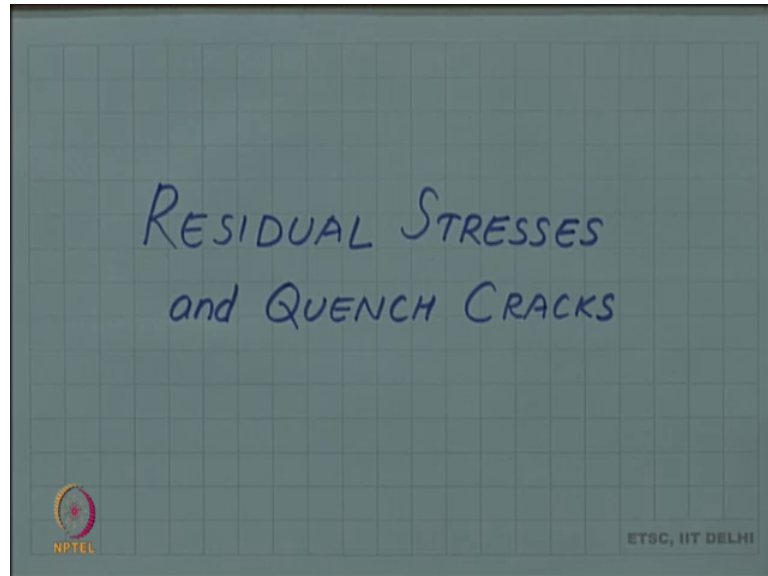 RESIDUAL STRESSES
and QUENCH CRACKS
NPTEL
ETSC, IIT DELHI